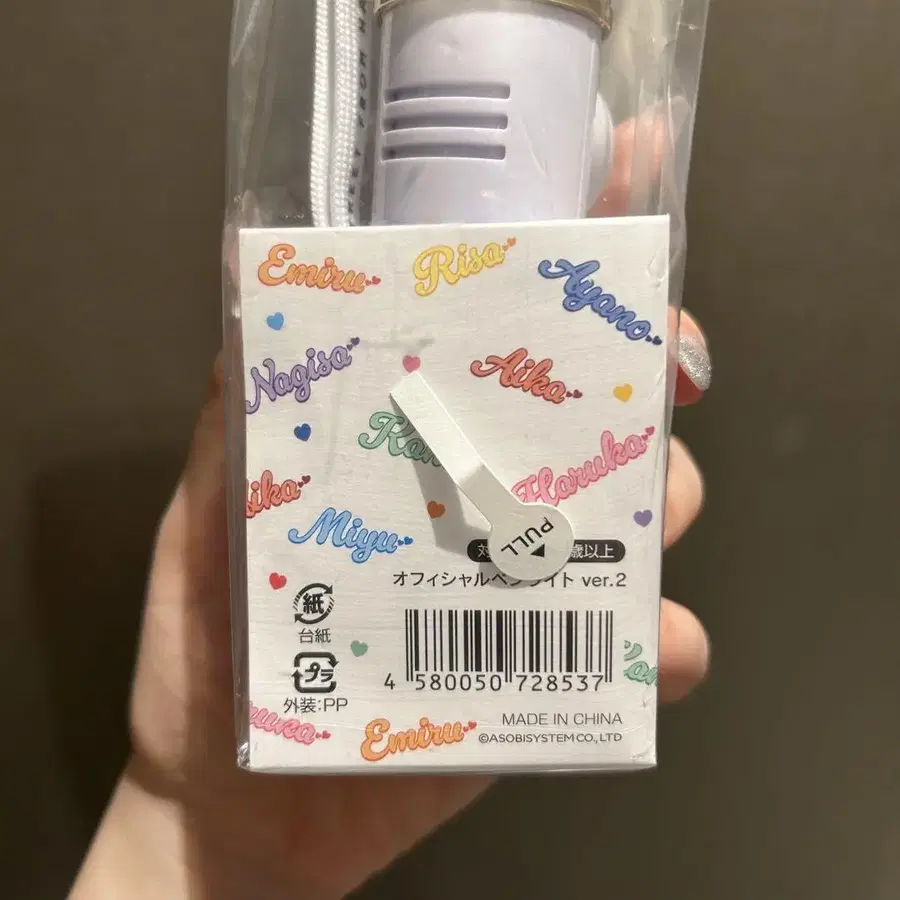 Emiru
Risa
Ayano
Nagisa
Aika
Haruka
Miyu
PULL
歳以上
オフィシャルペンライト ver.2
紙
台紙
プラ
外装:PP
4 580050 728537
Emiru
MADE IN CHINA
©ASOBISYSTEM CO.,LTD